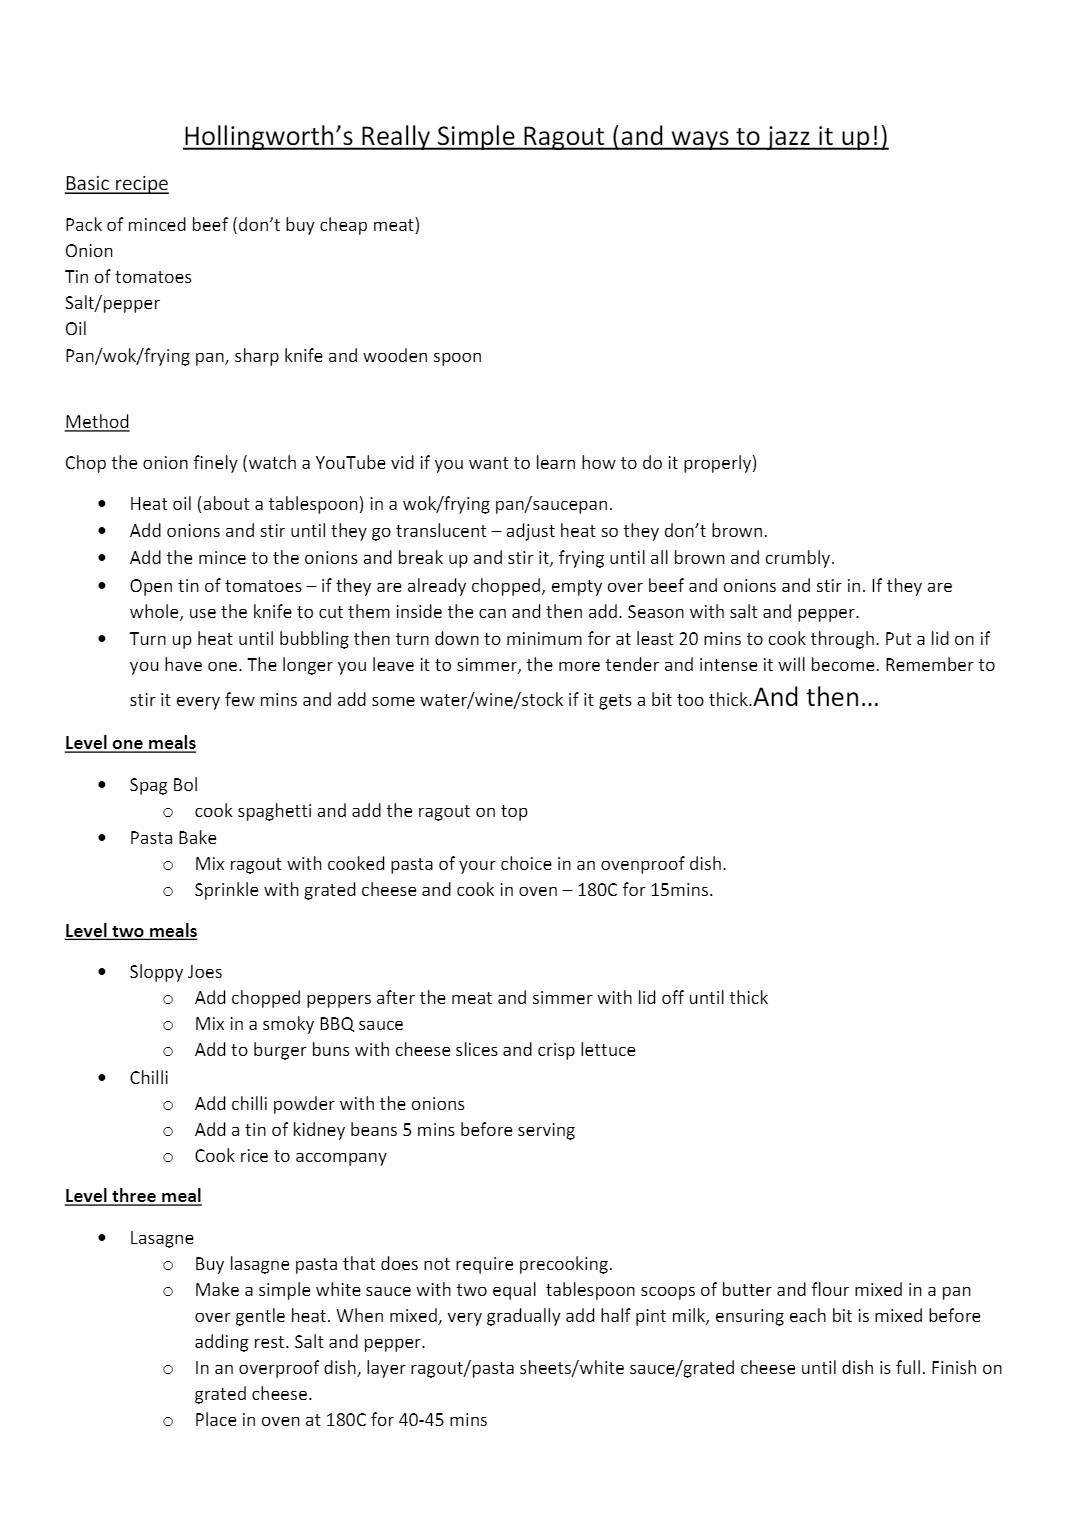 Hollingworth’s Really Simple Ragout (and ways to jazz it up!)
Basic recipe
Pack of minced beef (don’t buy cheap meat)
Onion
Tin of tomatoes
Salt/pepper
Oil
Pan/wok/frying pan, sharp knife and wooden spoon
Method
Chop the onion finely (watch a YouTube vid if you want to learn how to do it properly)
• Heat oil (about a tablespoon) in a wok/frying pan/saucepan.
• Add onions and stir until they go translucent – adjust heat so they don’t brown.
• Add the mince to the onions and break up and stir it, frying until all brown and crumbly.
• Open tin of tomatoes – if they are already chopped, empty over beef and onions and stir in. If they are
whole, use the knife to cut them inside the can and then add. Season with salt and pepper.
• Turn up heat until bubbling then turn down to minimum for at least 20 mins to cook through. Put a lid on if
you have one. The longer you leave it to simmer, the more tender and intense it will become. Remember to
stir it every few mins and add some water/wine/stock if it gets a bit too thick.And then...
Level one meals
• Spag Bol
o cook spaghetti and add the ragout on top
• Pasta Bake
o Mix ragout with cooked pasta of your choice in an ovenproof dish.
o Sprinkle with grated cheese and cook in oven – 180C for 15mins.
Level two meals
• Sloppy Joes
o Add chopped peppers after the meat and simmer with lid off until thick
o Mix in a smoky BBQ sauce
o Add to burger buns with cheese slices and crisp lettuce
• Chilli
o Add chilli powder with the onions
o Add a tin of kidney beans 5 mins before serving
o Cook rice to accompany
Level three meal
• Lasagne
o Buy lasagne pasta that does not require precooking.
o Make a simple white sauce with two equal  tablespoon scoops of butter and flour mixed in a pan
over gentle heat. When mixed, very gradually add half pint milk, ensuring each bit is mixed before
adding rest. Salt and pepper.
o In an overproof dish, layer ragout/pasta sheets/white sauce/grated cheese until dish is full. Finish on
grated cheese.
o Place in oven at 180C for 40-45 mins